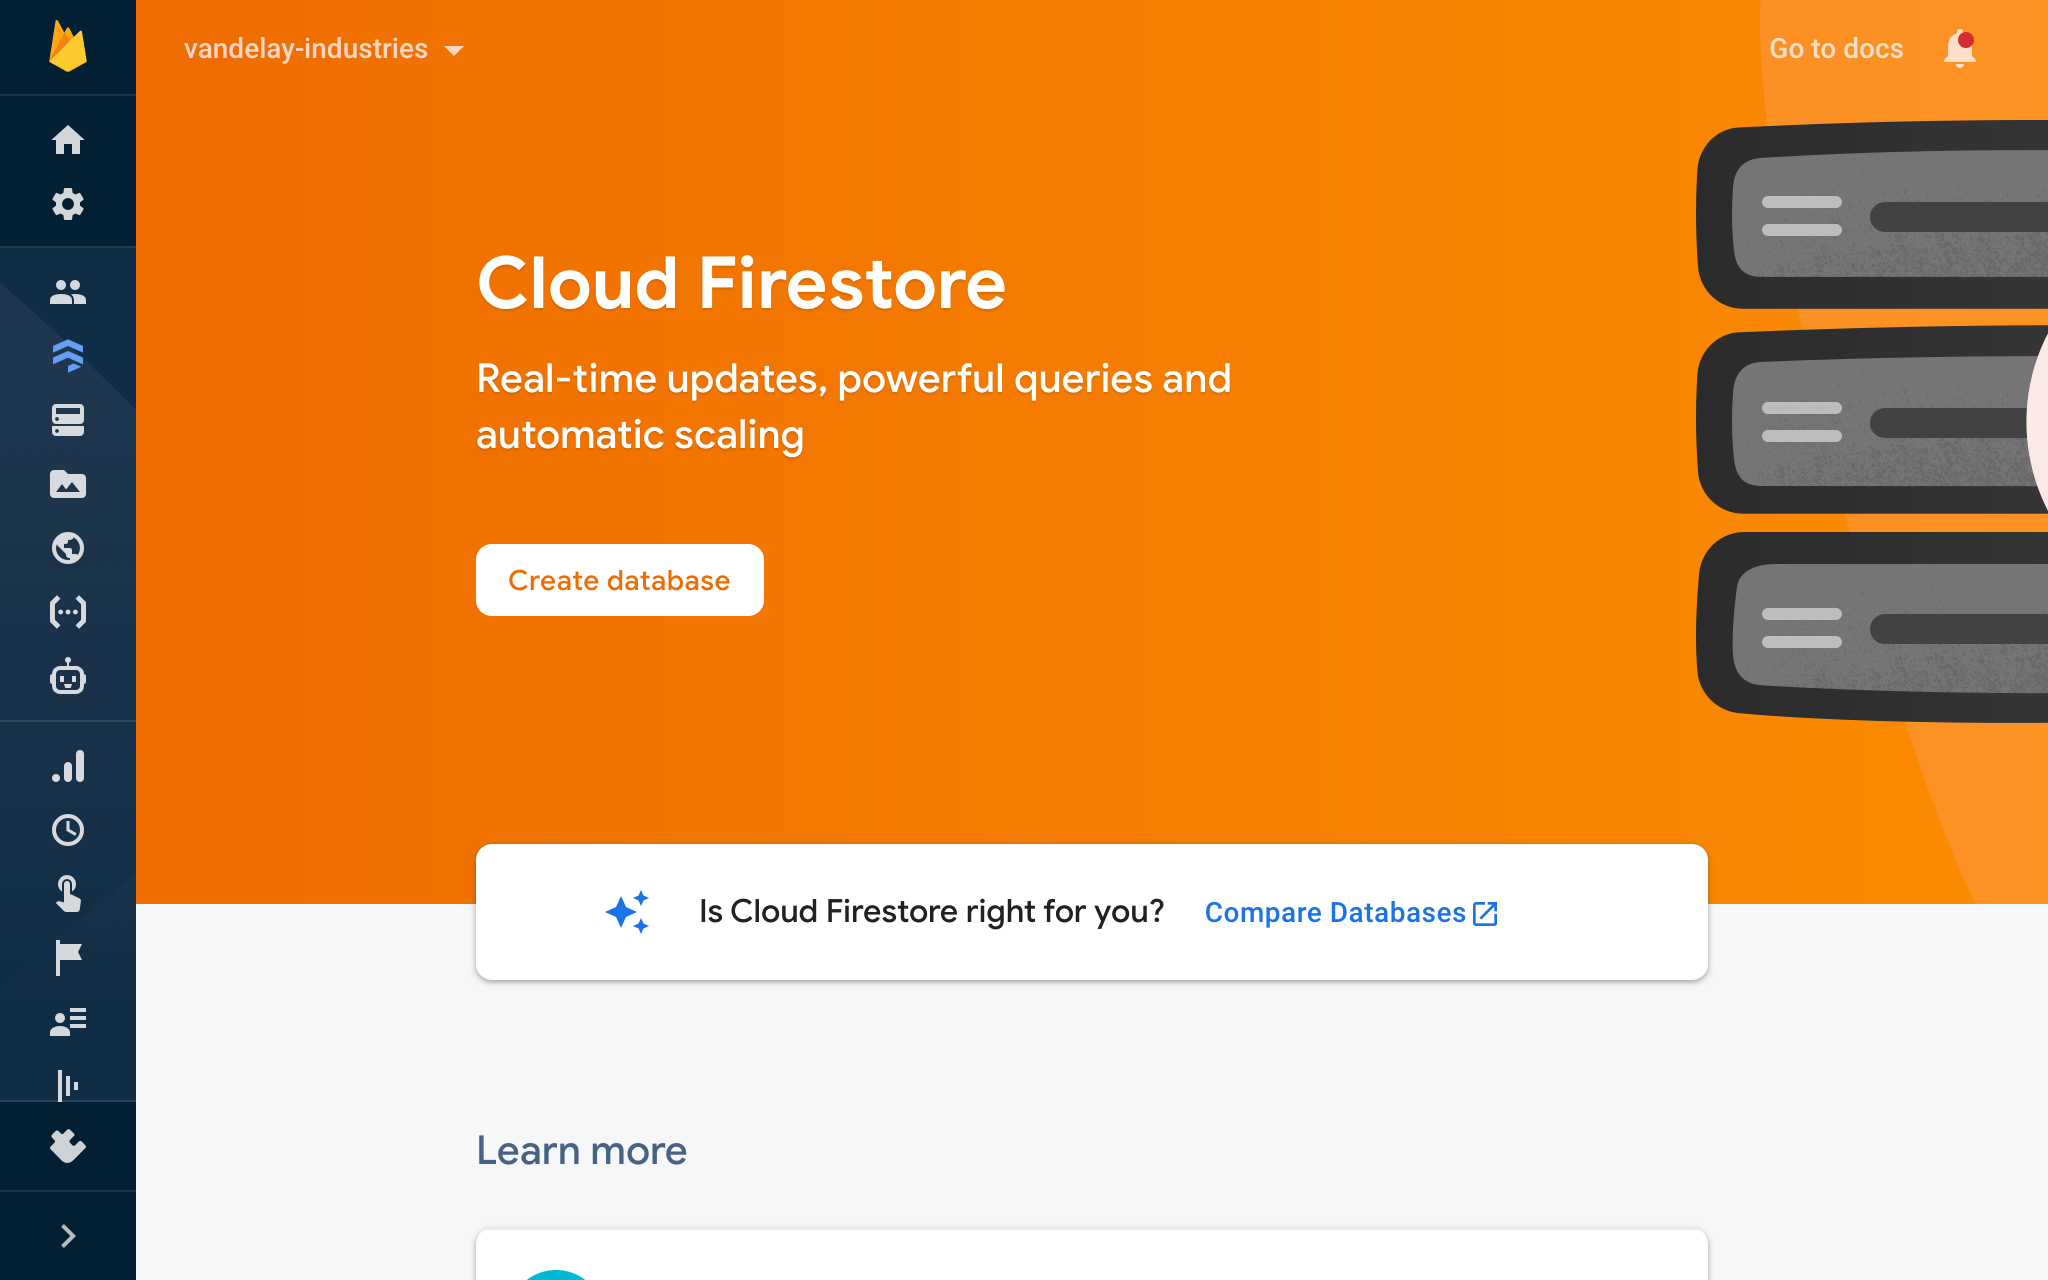 vandelay-industries
Go to docs
Cloud Firestore
Real-time updates, powerful queries and
automatic scaling
Create database
Is Cloud Firestore right for you? Compare Databases
Learn more